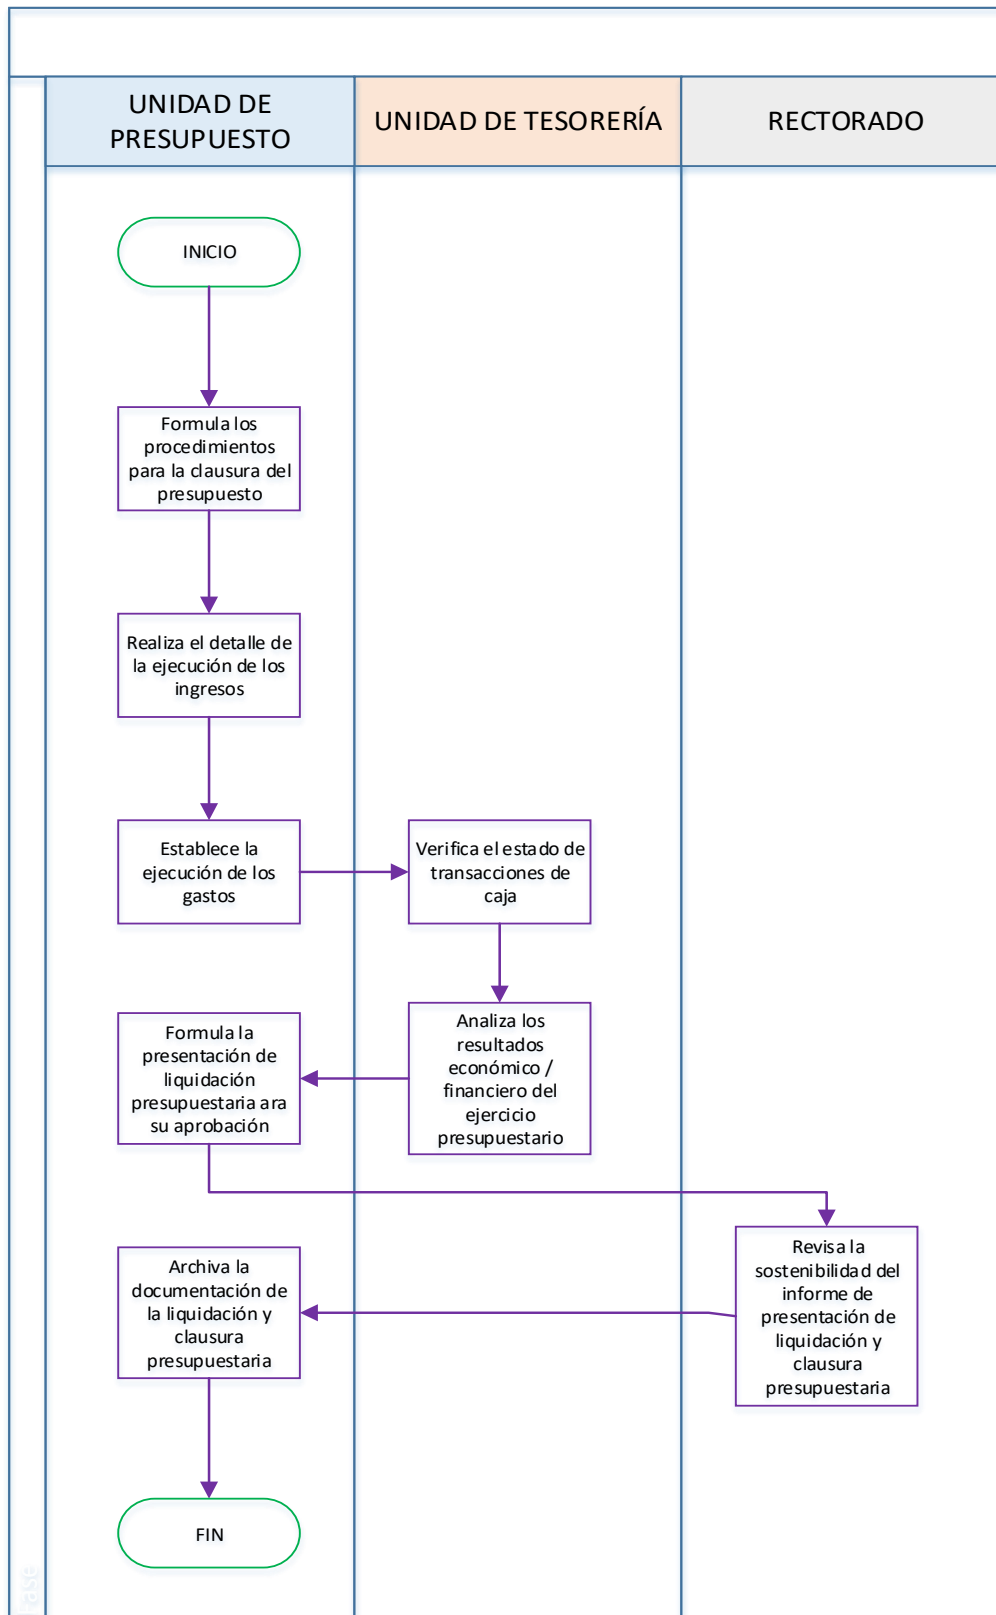 UNIDAD DE
PRESUPUESTO
UNIDAD DE TESORERÍA
RECTORADO
INICIO
Formula los
procedimientos
para la clausura del
presupuesto
Realiza el detalle de
la ejecución de los
ingresos
Establece la
ejecución de los
gastos
Verifica el estado de
transacciones de
caja
Analiza los
resultados
económico /
financiero del
ejercicio
presupuestario
Formula la
presentación de
liquidación
presupuestaria ara
su aprobación
Revisa la
sostenibilidad del
informe de
presentación de
liquidación y
clausura
presupuestaria
Archiva la
documentación de
la liquidación y
clausura
presupuestaria
FIN
Fase